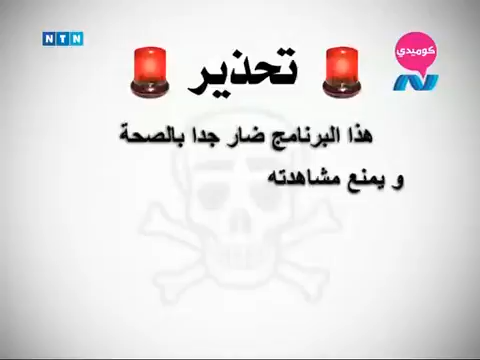 NTN
كوميدي
تحذير
هذا البرنامج ضار جدا بالصحة
و يمنع مشاهدته